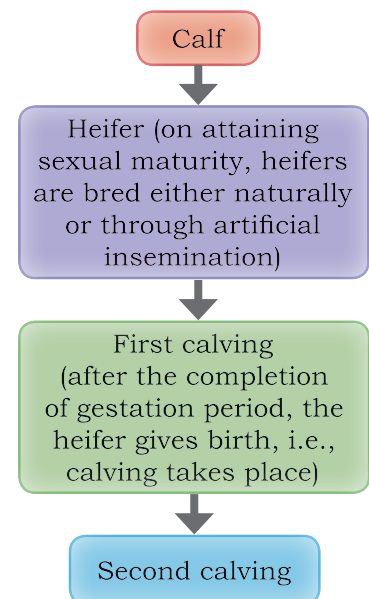 Calf
Heifer (on attaining
sexual maturity, heifers
are bred either naturally
or through artificial
insemination)
First calving
(after the completion
of gestation period, the
heifer gives birth, i.e.,
calving takes place)
Second calving